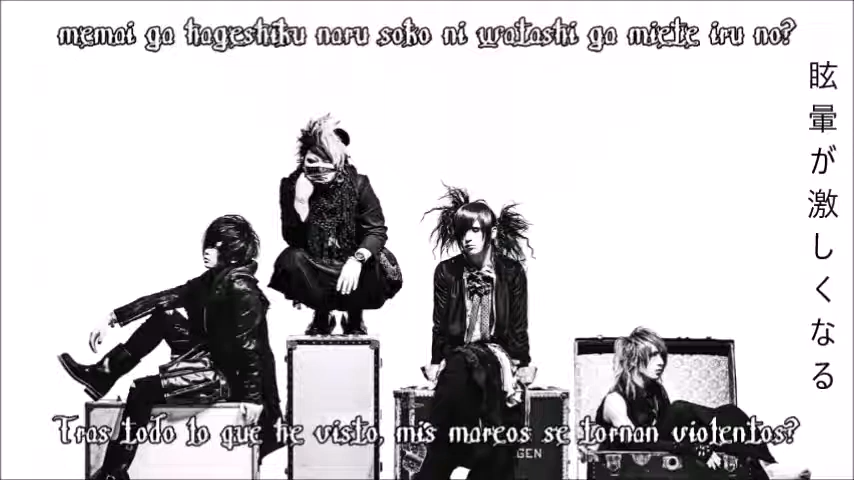 memai ga hageshiku naru soko ni watashi ga miete iru no?
眩暈が激しくなる
Tras todo lo que he visto, mis mareos se tornan violentos?
GEN